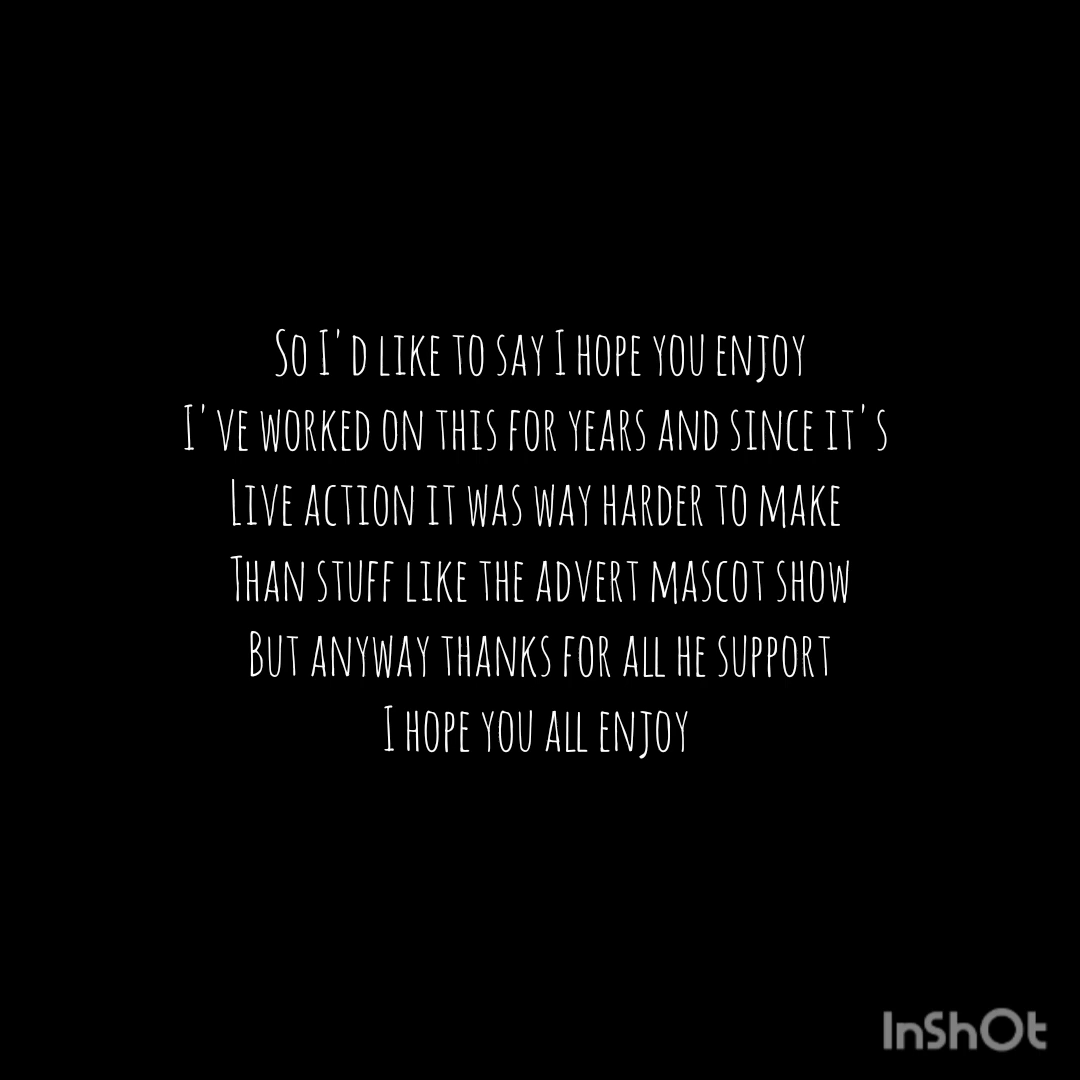 So I'd like to say I hope you enjoy
I've worked on this for years and since it's
Live action it was way harder to make
Than stuff like the advert mascot show
But anyway thanks for all he support
I hope you all enjoy
InShOt